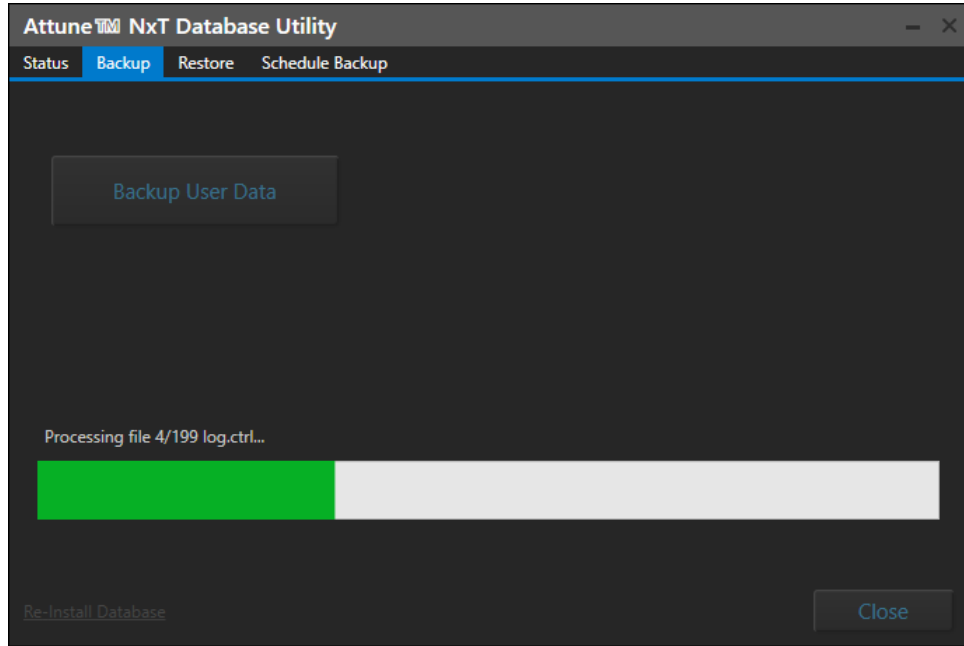 Attune™ NxT Database Utility
Status Backup Restore Schedule Backup
Backup User Data
Processing file 4/199 log.ctrl...
Re-Install Database
Close